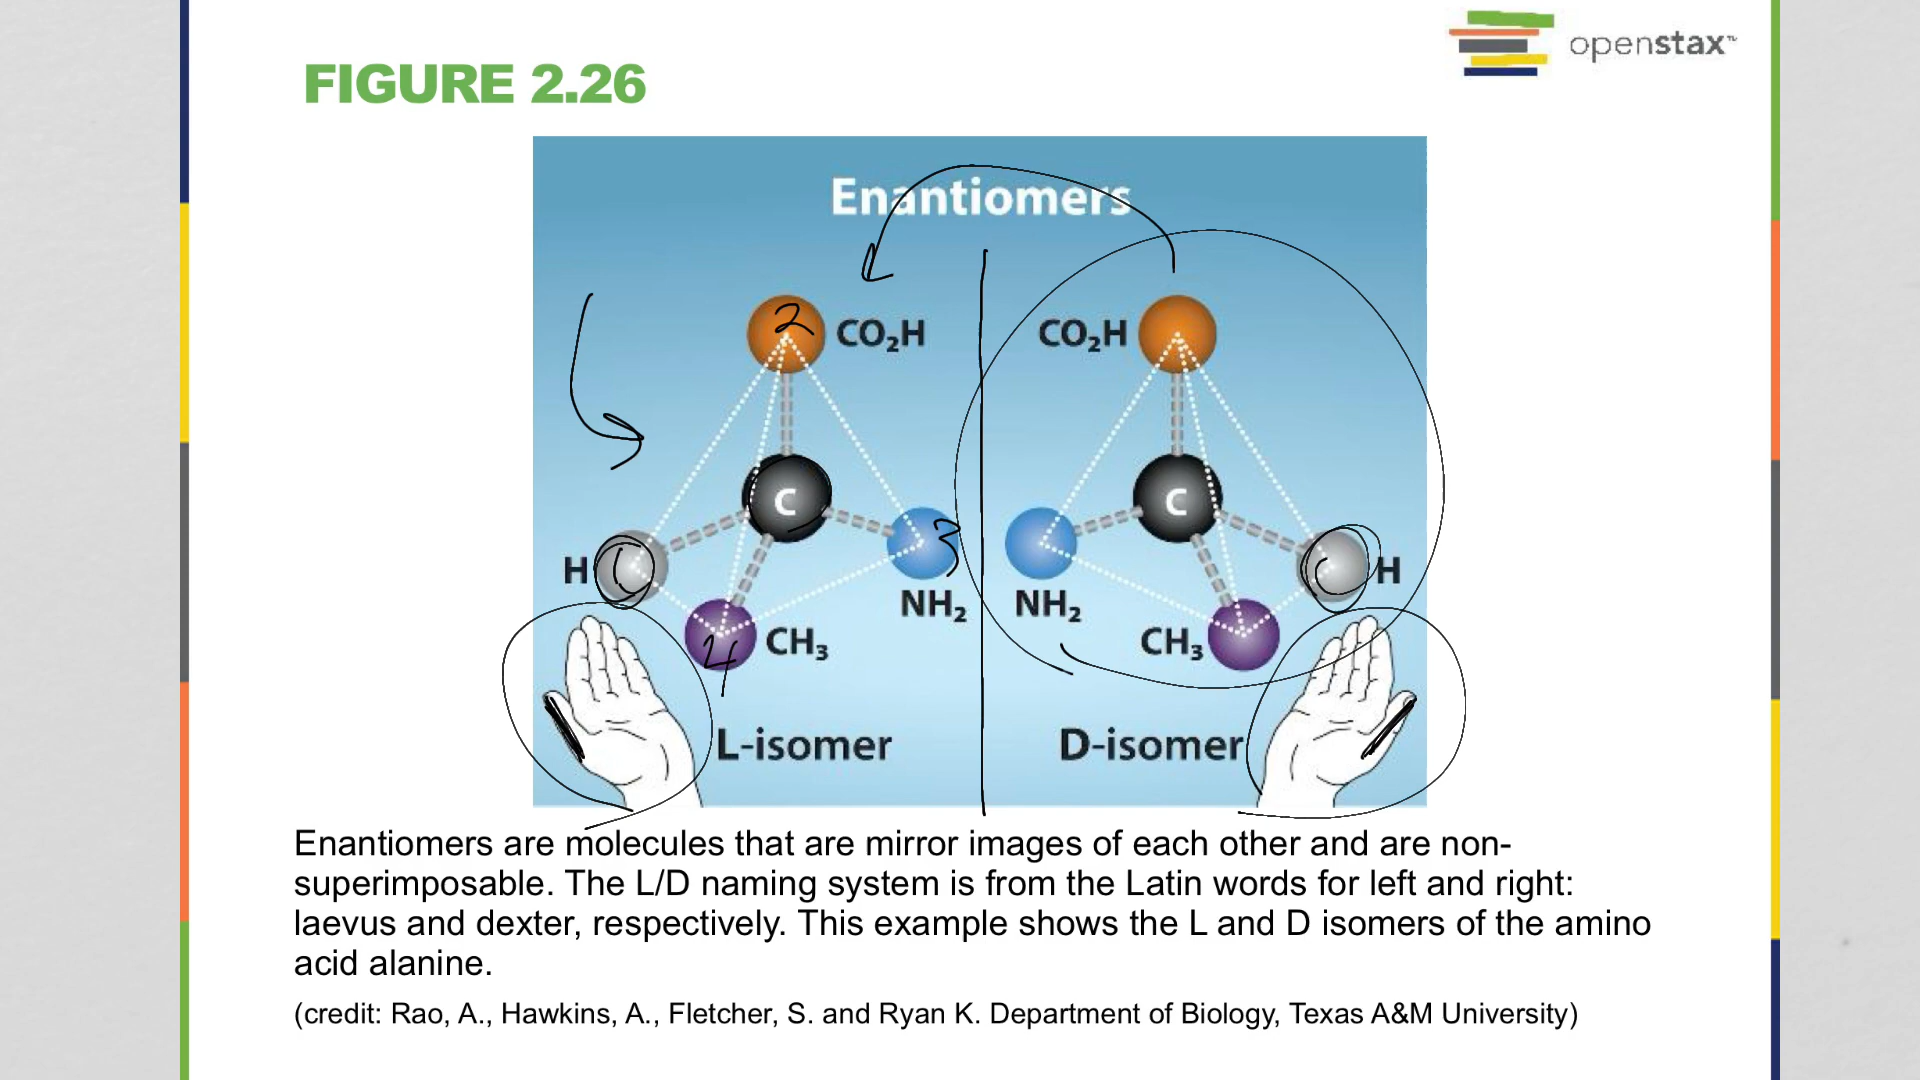 openstax™
FIGURE 2.26
Enantiomers
2
CO₂H
CO₂H
C
C
H
1
3
H
NH₂
NH₂
4
CH₃
CH₃
L-isomer
D-isomer
Enantiomers are molecules that are mirror images of each other and are non-
superimposable. The L/D naming system is from the Latin words for left and right:
laevus and dexter, respectively. This example shows the L and D isomers of the amino
acid alanine.
(credit: Rao, A., Hawkins, A., Fletcher, S. and Ryan K. Department of Biology, Texas A&M University)